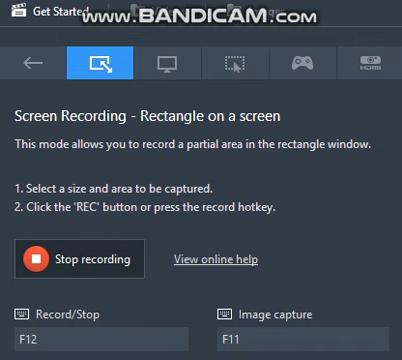 Get Started
www.BANDICAM.com
HDMI
Screen Recording - Rectangle on a screen
This mode allows you to record a partial area in the rectangle window.
1. Select a size and area to be captured.
2. Click the 'REC' button or press the record hotkey.
Stop recording
View online help
Record/Stop
Image capture
F12
F11